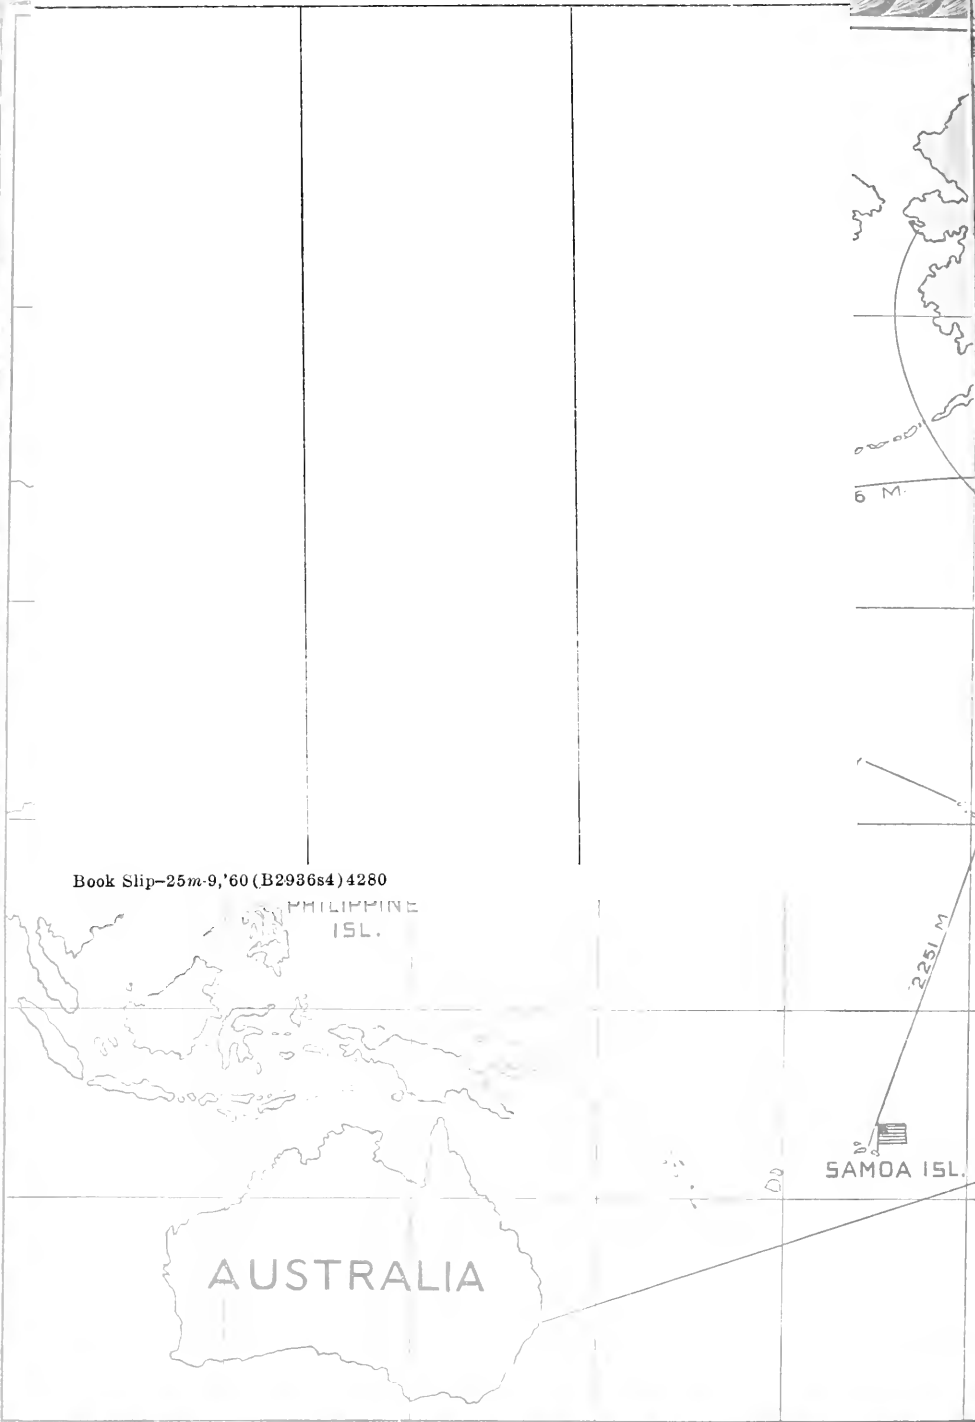 6 M.
Book Slip–25m-9,'60(B2936s4)4280
PHILIPPINE
ISL.
2251 M
SAMOA ISL.
AUSTRALIA